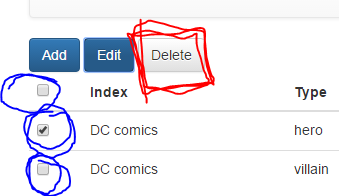 Add Edit Delete
Index Type
DC comics hero
DC comics villain